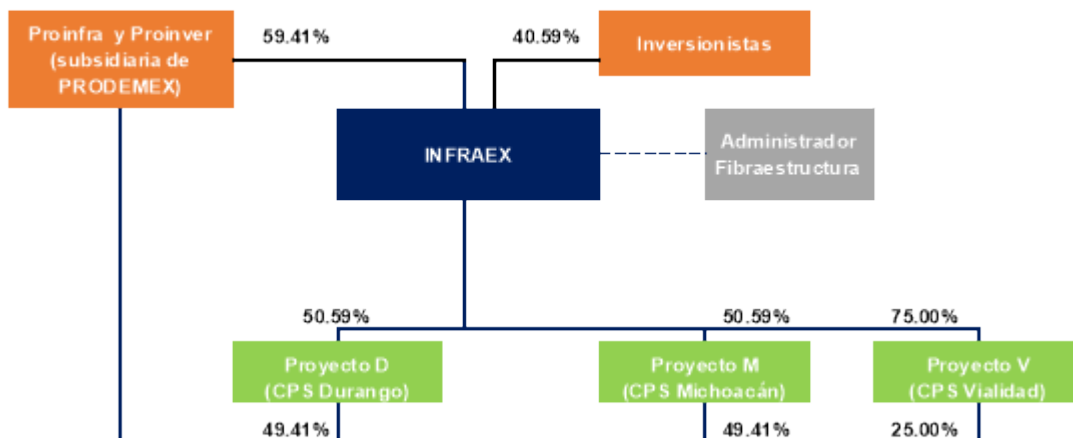 Proinfra y Proinver
(subsidiaria de
PRODEMEX)
59.41%
40.59%
Inversionistas
INFRAEX
Administrador
Fibraestructura
50.59%
50.59%
75.00%
Proyecto D
(CPS Durango)
Proyecto M
(CPS Michoacán)
Proyecto V
(CPS Vialidad)
49.41%
49.41%
25.00%